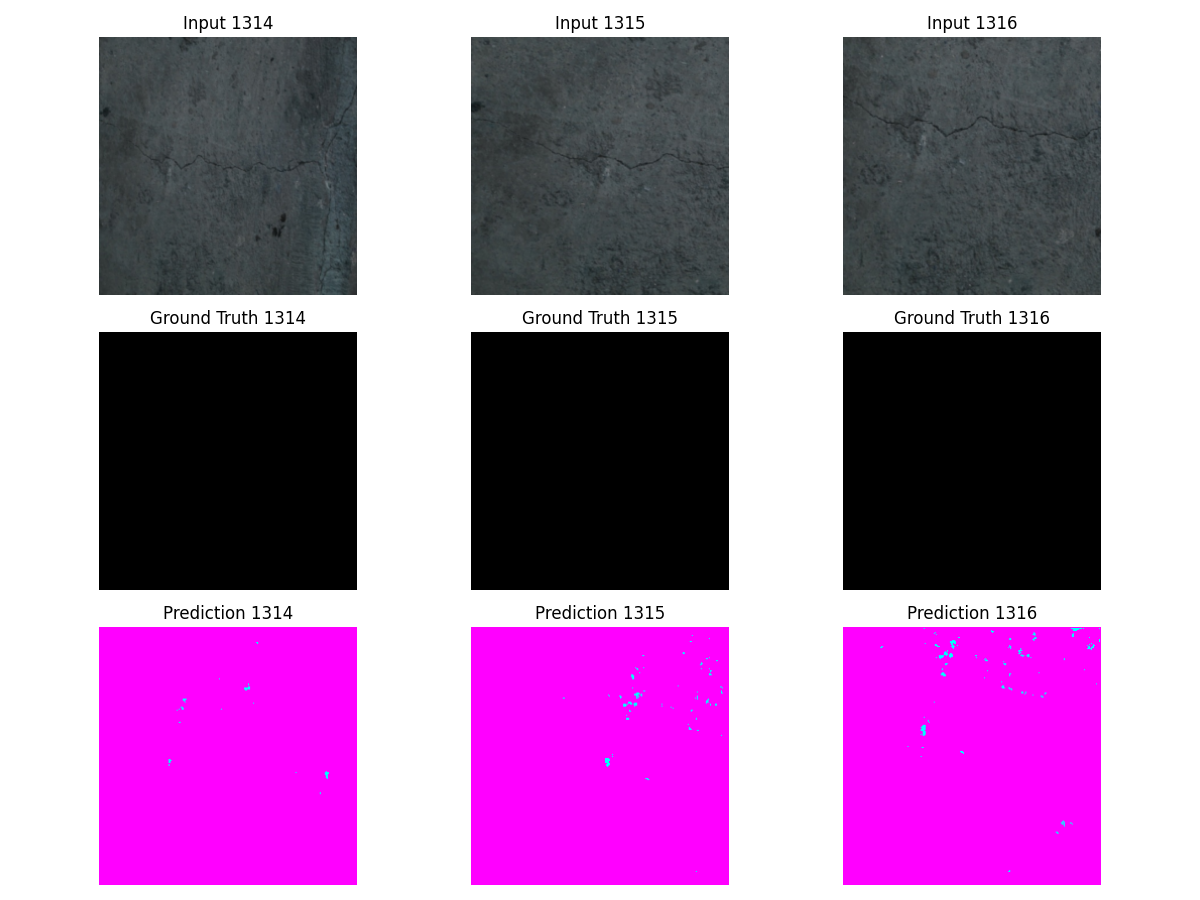 Input 1314
Input 1315
Input 1316
Ground Truth 1314
Ground Truth 1315
Ground Truth 1316
Prediction 1314
Prediction 1315
Prediction 1316